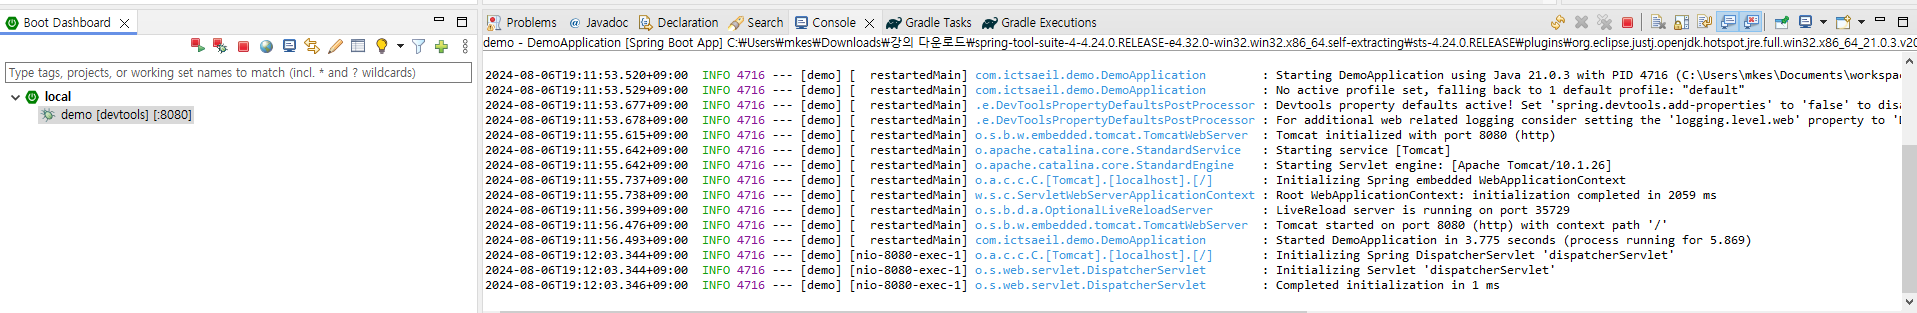 Boot Dashboard
Problems
Javadoc
Declaration
Search
Console
Gradle Tasks
Gradle Executions
demo - DemoApplication [Spring Boot App] C:₩Users₩mkes₩Downloads₩강의 다운로드₩spring-tool-suite-4-4.24.0.RELEASE-e4.32.0-win32.win32.x86_64.self-extracting₩sts-4.24.0.RELEASE₩plugins₩org.eclipse.justj.openjdk.hotspot.jre.full.win32.x86_64_21.0.3.v20
Type tags, projects, or working set names to match (incl. * and ? wildcards)
local
demo [devtools] [:8080]
2024-08-06T19:11:53.520+09:00  INFO 4716 --- [demo] [  restartedMain] com.ictsaeil.demo.DemoApplication        : Starting DemoApplication using Java 21.0.3 with PID 4716 (C:\Users\mkes\Documents\workspac
2024-08-06T19:11:53.529+09:00  INFO 4716 --- [demo] [  restartedMain] com.ictsaeil.demo.DemoApplication        : No active profile set, falling back to 1 default profile: "default"
2024-08-06T19:11:53.677+09:00  INFO 4716 --- [demo] [  restartedMain] .e.DevToolsPropertyDefaultsPostProcessor : Devtools property defaults active! Set 'spring.devtools.add-properties' to 'false' to disa
2024-08-06T19:11:53.678+09:00  INFO 4716 --- [demo] [  restartedMain] .e.DevToolsPropertyDefaultsPostProcessor : For additional web related logging consider setting the 'logging.level.web' property to
2024-08-06T19:11:55.615+09:00  INFO 4716 --- [demo] [  restartedMain] o.s.b.w.embedded.tomcat.TomcatWebServer  : Tomcat initialized with port 8080 (http)
2024-08-06T19:11:55.642+09:00  INFO 4716 --- [demo] [  restartedMain] o.apache.catalina.core.StandardService   : Starting service [Tomcat]
2024-08-06T19:11:55.642+09:00  INFO 4716 --- [demo] [  restartedMain] o.apache.catalina.core.StandardEngine    : Starting Servlet engine: [Apache Tomcat/10.1.26]
2024-08-06T19:11:55.737+09:00  INFO 4716 --- [demo] [  restartedMain] o.a.c.c.C.[Tomcat].[localhost].[/]       : Initializing Spring embedded WebApplicationContext
2024-08-06T19:11:55.738+09:00  INFO 4716 --- [demo] [  restartedMain] w.s.c.ServletWebServerApplicationContext : Root WebApplicationContext: initialization completed in 2059 ms
2024-08-06T19:11:56.399+09:00  INFO 4716 --- [demo] [  restartedMain] o.s.b.d.a.OptionalLiveReloadServer       : LiveReload server is running on port 35729
2024-08-06T19:11:56.476+09:00  INFO 4716 --- [demo] [  restartedMain] o.s.b.w.embedded.tomcat.TomcatWebServer  : Tomcat started on port 8080 (http) with context path '/'
2024-08-06T19:11:56.493+09:00  INFO 4716 --- [demo] [  restartedMain] com.ictsaeil.demo.DemoApplication        : Started DemoApplication in 3.775 seconds (process running for 5.869)
2024-08-06T19:12:03.344+09:00  INFO 4716 --- [demo] [nio-8080-exec-1] o.a.c.c.C.[Tomcat].[localhost].[/]       : Initializing Spring DispatcherServlet 'dispatcherServlet'
2024-08-06T19:12:03.344+09:00  INFO 4716 --- [demo] [nio-8080-exec-1] o.s.web.servlet.DispatcherServlet        : Initializing Servlet 'dispatcherServlet'
2024-08-06T19:12:03.346+09:00  INFO 4716 --- [demo] [nio-8080-exec-1] o.s.web.servlet.DispatcherServlet        : Completed initialization in 1 ms